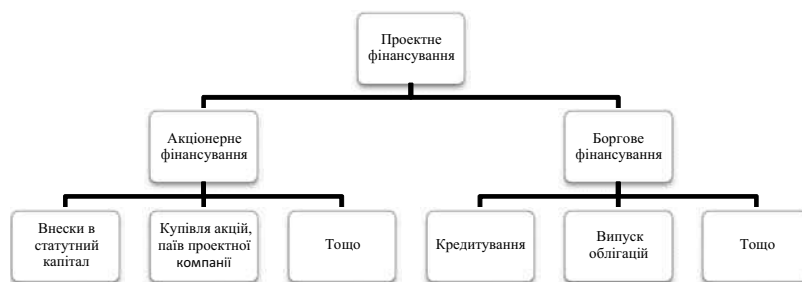 Проектне
фінансування
Акціонерне
фінансування
Боргове
фінансування
Внески в
статутний
капітал
Купівля акцій,
паїв проектної
компанії
Тощо
Кредитування
Випуск
облігацій
Тощо